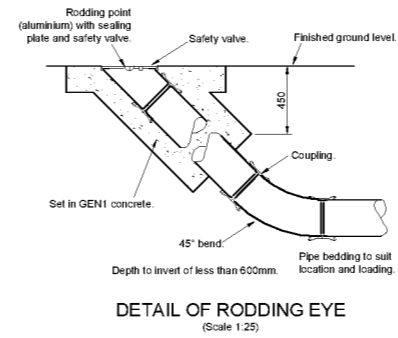 Rodding point
(aluminium) with sealing
plate and safety valve.
Safety valve.
Finished ground level.
450
Coupling.
Set in GEN1 concrete.
45° bend.
Pipe bedding to suit
location and loading.
Depth to invert of less than 600mm.
DETAIL OF RODDING EYE
(Scale 1:25)